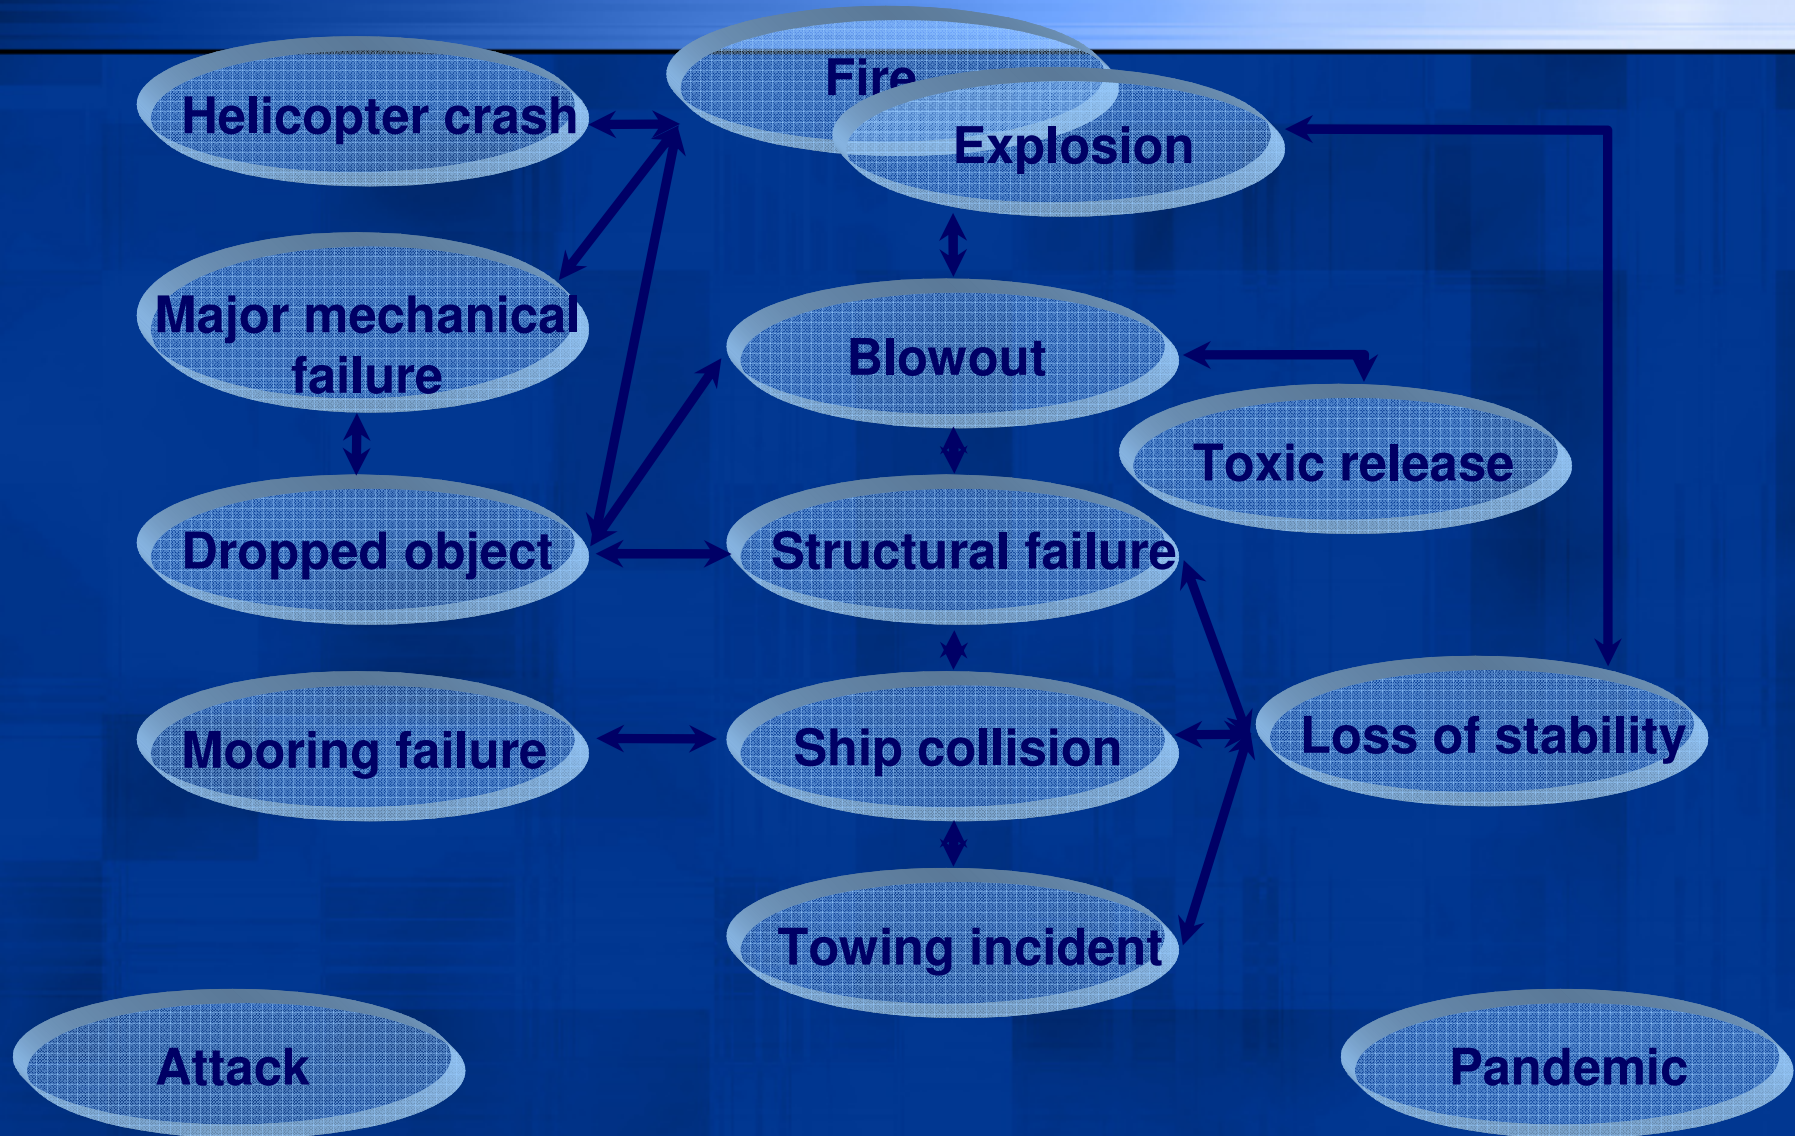 Fire
Helicopter crash
Explosion
Major mechanical
failure
Blowout
Toxic release
Dropped object
Structural failure
Mooring failure
Ship collision
Loss of stability
Towing incident
Attack
Pandemic